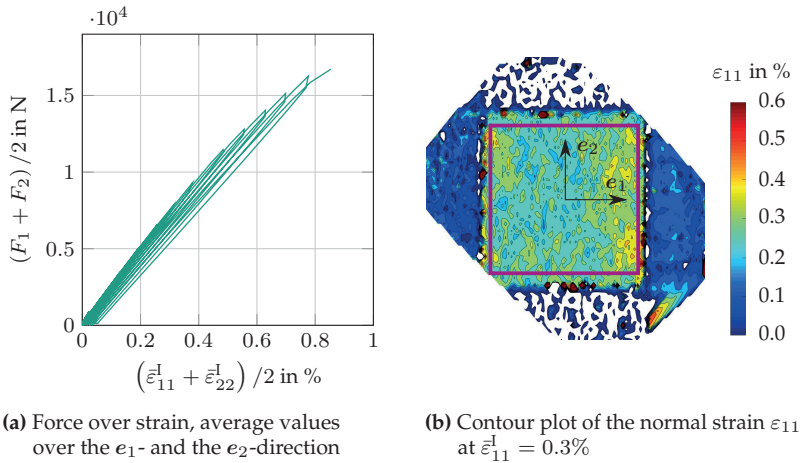 ·10⁴
1.5
1
0.5
0
0
0.2
0.4
0.6
0.8
1
(F₁ + F₂) /2 in N
(ε̄ᴵ₁₁ + ε̄ᴵ₂₂) /2 in %
(a) Force over strain, average values
over the e₁- and the e₂-direction
ε₁₁ in %
0.6
0.5
0.4
0.3
0.2
0.1
0.0
e₂
e₁
(b) Contour plot of the normal strain ε₁₁
at ε̄ᴵ₁₁ = 0.3%